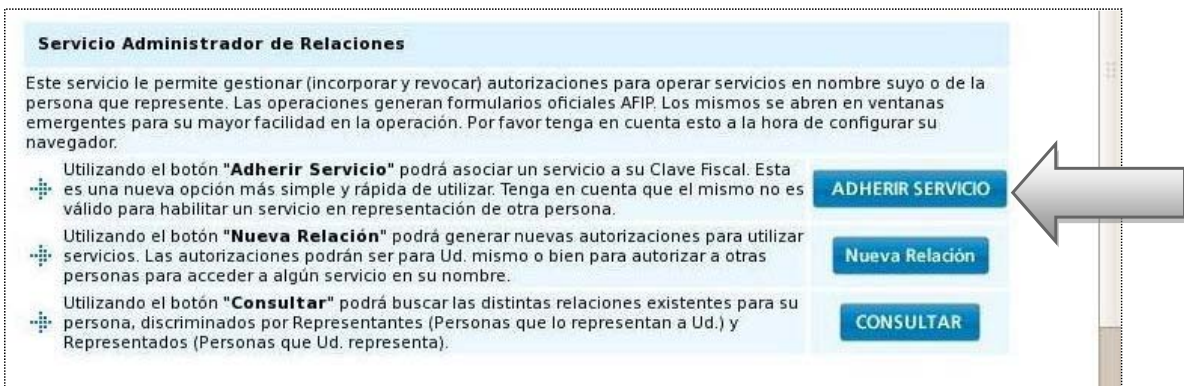 Servicio Administrador de Relaciones
Este servicio le permite gestionar (incorporar y revocar) autorizaciones para operar servicios en nombre suyo o de la
persona que represente. Las operaciones generan formularios oficiales AFIP. Los mismos se abren en ventanas
emergentes para su mayor facilidad en la operación. Por favor tenga en cuenta esto a la hora de configurar su
navegador.
Utilizando el botón "Adherir Servicio" podrá asociar un servicio a su Clave Fiscal. Esta
es una nueva opción más simple y rápida de utilizar. Tenga en cuenta que el mismo no es
válido para habilitar un servicio en representación de otra persona.
ADHERIR SERVICIO
Utilizando el botón "Nueva Relación" podrá generar nuevas autorizaciones para utilizar
servicios. Las autorizaciones podrán ser para Ud. mismo o bien para autorizar a otras
personas para acceder a algún servicio en su nombre.
Nueva Relación
Utilizando el botón "Consultar" podrá buscar las distintas relaciones existentes para su
persona, discriminados por Representantes (Personas que lo representan a Ud.) y
Representados (Personas que Ud. representa).
CONSULTAR